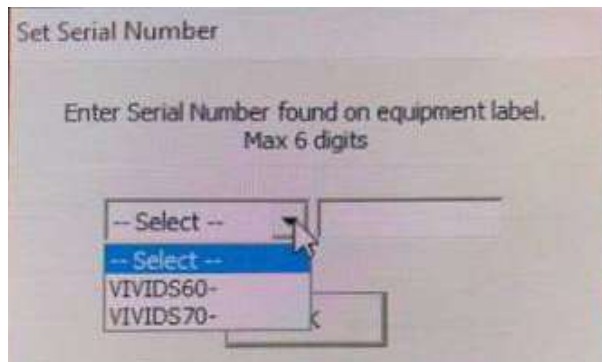 Set Serial Number
Enter Serial Number found on equipment label.
Max 6 digits
-- Select --
-- Select --
VIVIDS60-
VIVIDS70-